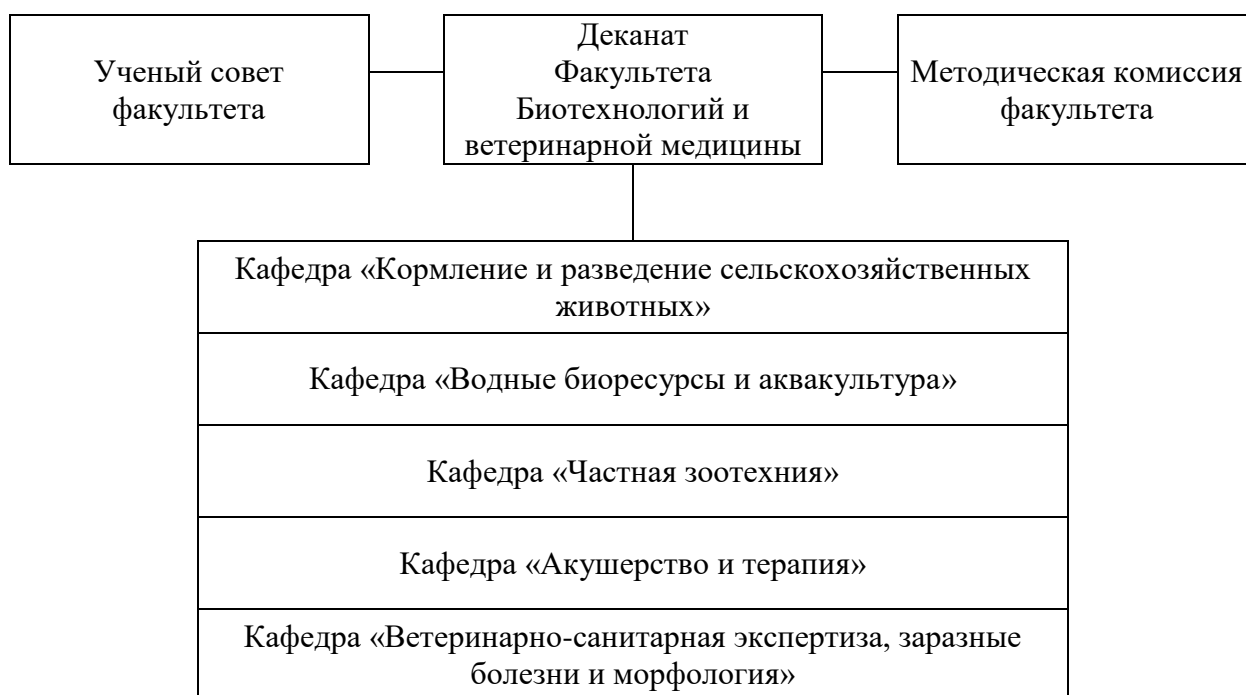 Ученый совет
факультета
Деканат
Факультета
Биотехнологий и
ветеринарной медицины
Методическая комиссия
факультета
Кафедра «Кормление и разведение сельскохозяйственных
животных»
Кафедра «Водные биоресурсы и аквакультура»
Кафедра «Частная зоотехния»
Кафедра «Акушерство и терапия»
Кафедра «Ветеринарно-санитарная экспертиза, заразные
болезни и морфология»